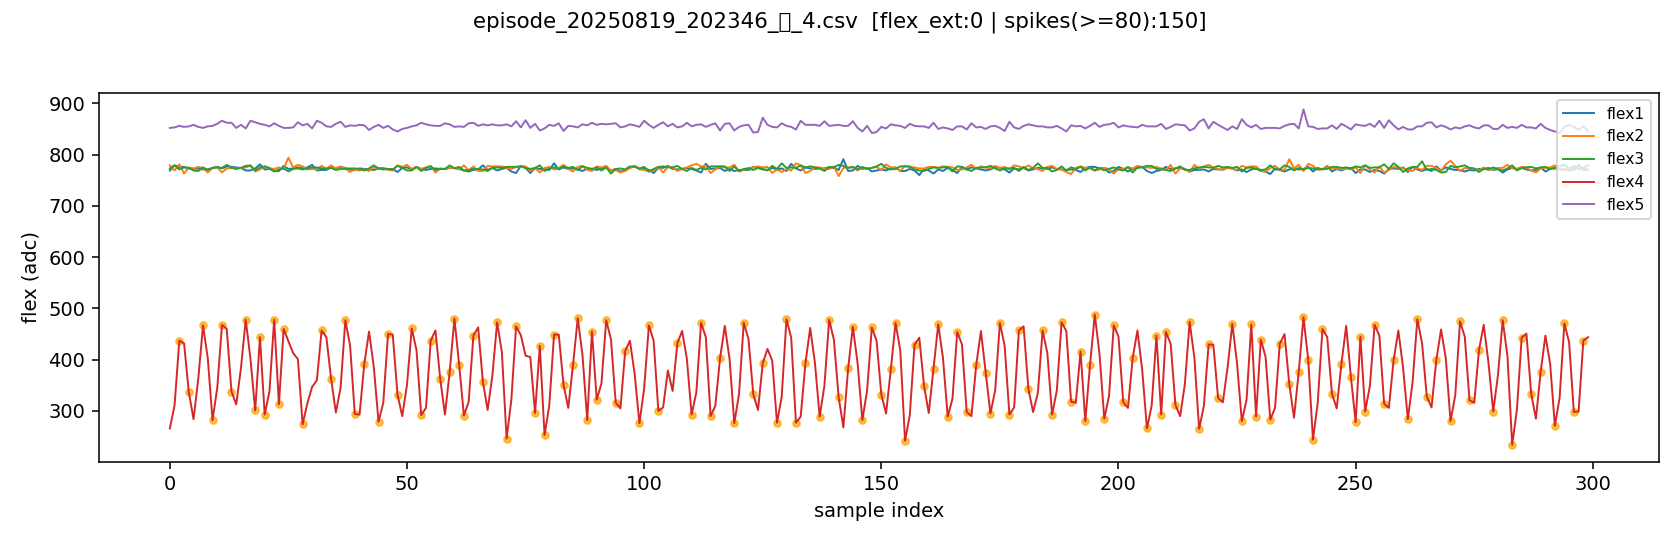 episode_20250819_202346_▯_4.csv [flex_ext:0 | spikes(>=80):150]
900
800
700
600
500
400
300
flex (adc)
flex1
flex2
flex3
flex4
flex5
0 50 100 150 200 250 300
sample index